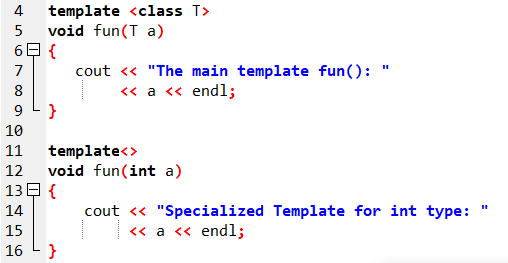 4 template <class T>
5 void fun(T a)
6 {
7 cout << "The main template fun(): "
8 << a << endl;
9 }
10
11 template<>
12 void fun(int a)
13 {
14 cout << "Specialized Template for int type: "
15 << a << endl;
16 }